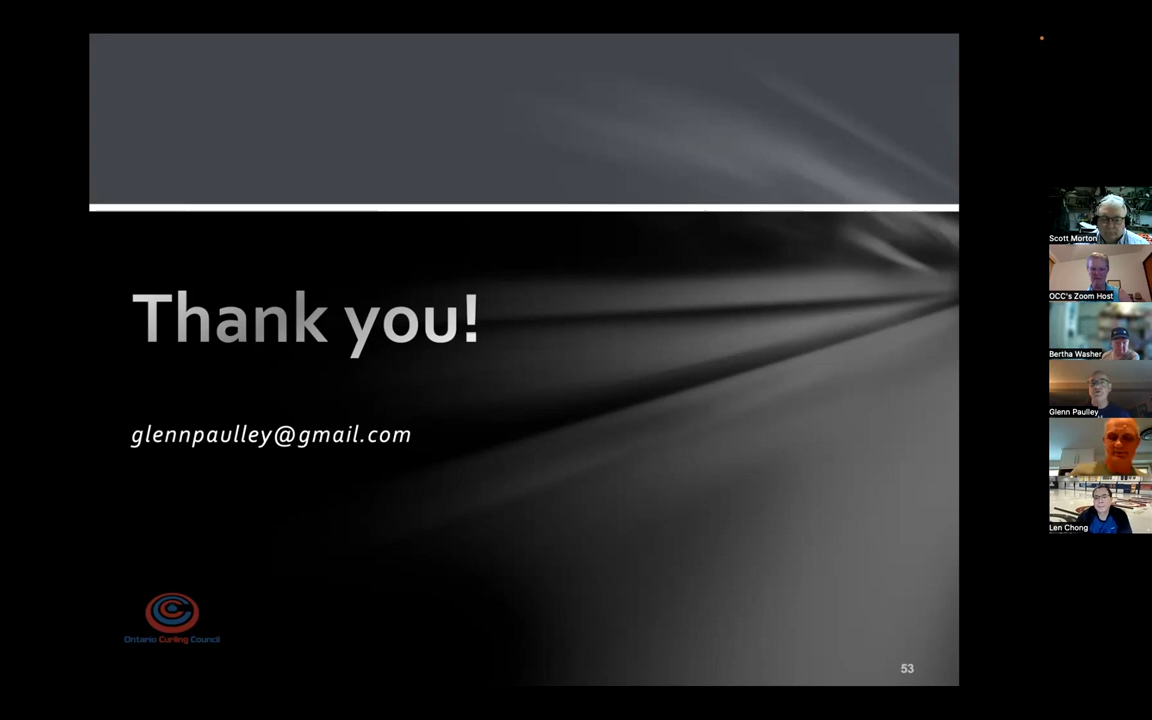 Thank you!
glennpaulley@gmail.com
Ontario Curling Council
53
Scott Morton
OCC's Zoom Host
Bertha Washer
Glenn Paulley
Len Chong